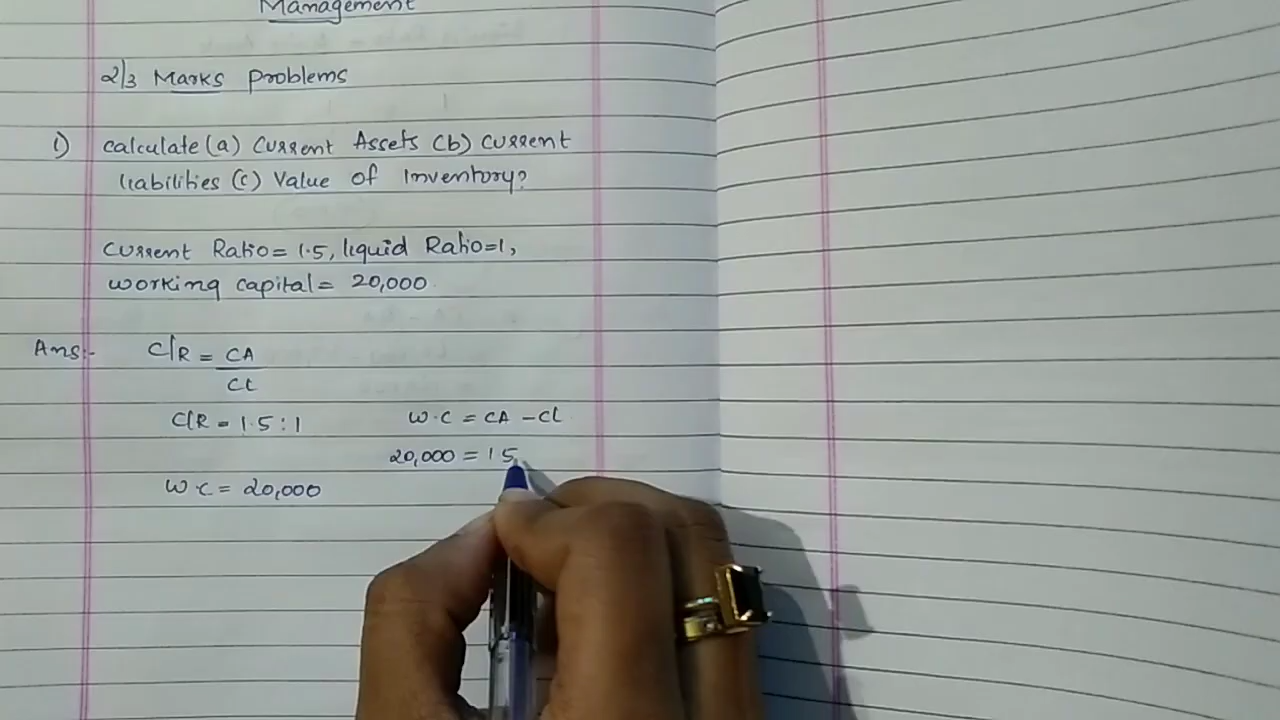 Management
2/3 Marks problems
1) calculate (a) Current Assets (b) Current
liabilities (c) Value of Inventory?
Current Ratio = 1.5, liquid Ratio=1,
working capital = 20,000
Ans:- C/R = CA
CL
C/R = 1.5 : 1 W.C = CA - CL
20,000 = 1 5
W.C = 20,000